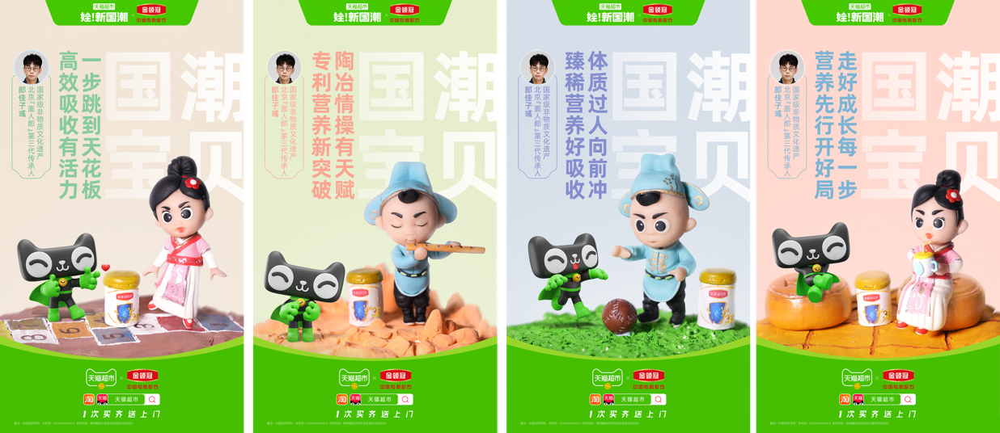 天猫超市
娃!新国潮
×
金领冠
中国专利配方
国潮
宝贝
一步跳到天花板
高效吸收有活力
国家级非物质文化遗产
北京『面人郎』第三代传承人
郎佳子彧
天猫超市
×
金领冠
中国专利配方
淘
天猫
天猫超市
1次买齐送上门
天猫超市
娃!新国潮
×
金领冠
中国专利配方
国潮
宝贝
陶冶情操有天赋
专利营养新突破
国家级非物质文化遗产
北京『面人郎』第三代传承人
郎佳子彧
天猫超市
×
金领冠
中国专利配方
淘
天猫
天猫超市
1次买齐送上门
天猫超市
娃!新国潮
×
金领冠
中国专利配方
国潮
宝贝
体质过人向前冲
臻稀营养好吸收
国家级非物质文化遗产
北京『面人郎』第三代传承人
郎佳子彧
天猫超市
×
金领冠
中国专利配方
淘
天猫
天猫超市
1次买齐送上门
天猫超市
娃!新国潮
×
金领冠
中国专利配方
国潮
宝贝
走好成长每一步
营养先行开好局
国家级非物质文化遗产
北京『面人郎』第三代传承人
郎佳子彧
天猫超市
×
金领冠
中国专利配方
淘
天猫
天猫超市
1次买齐送上门